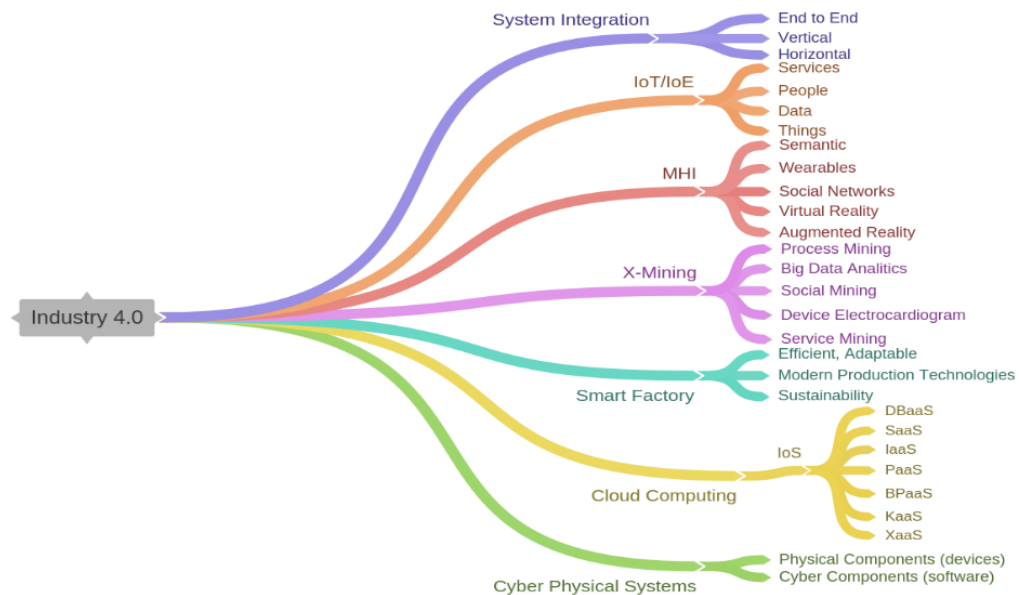 System Integration
End to End
Vertical
Horizontal
IoT/IoE
Services
People
Data
Things
MHI
Semantic
Wearables
Social Networks
Virtual Reality
Augmented Reality
X-Mining
Process Mining
Big Data Analitics
Social Mining
Device Electrocardiogram
Service Mining
Industry 4.0
Smart Factory
Efficient, Adaptable
Modern Production Technologies
Sustainability
Cloud Computing
IoS
DBaaS
SaaS
IaaS
PaaS
BPaaS
KaaS
XaaS
Cyber Physical Systems
Physical Components (devices)
Cyber Components (software)